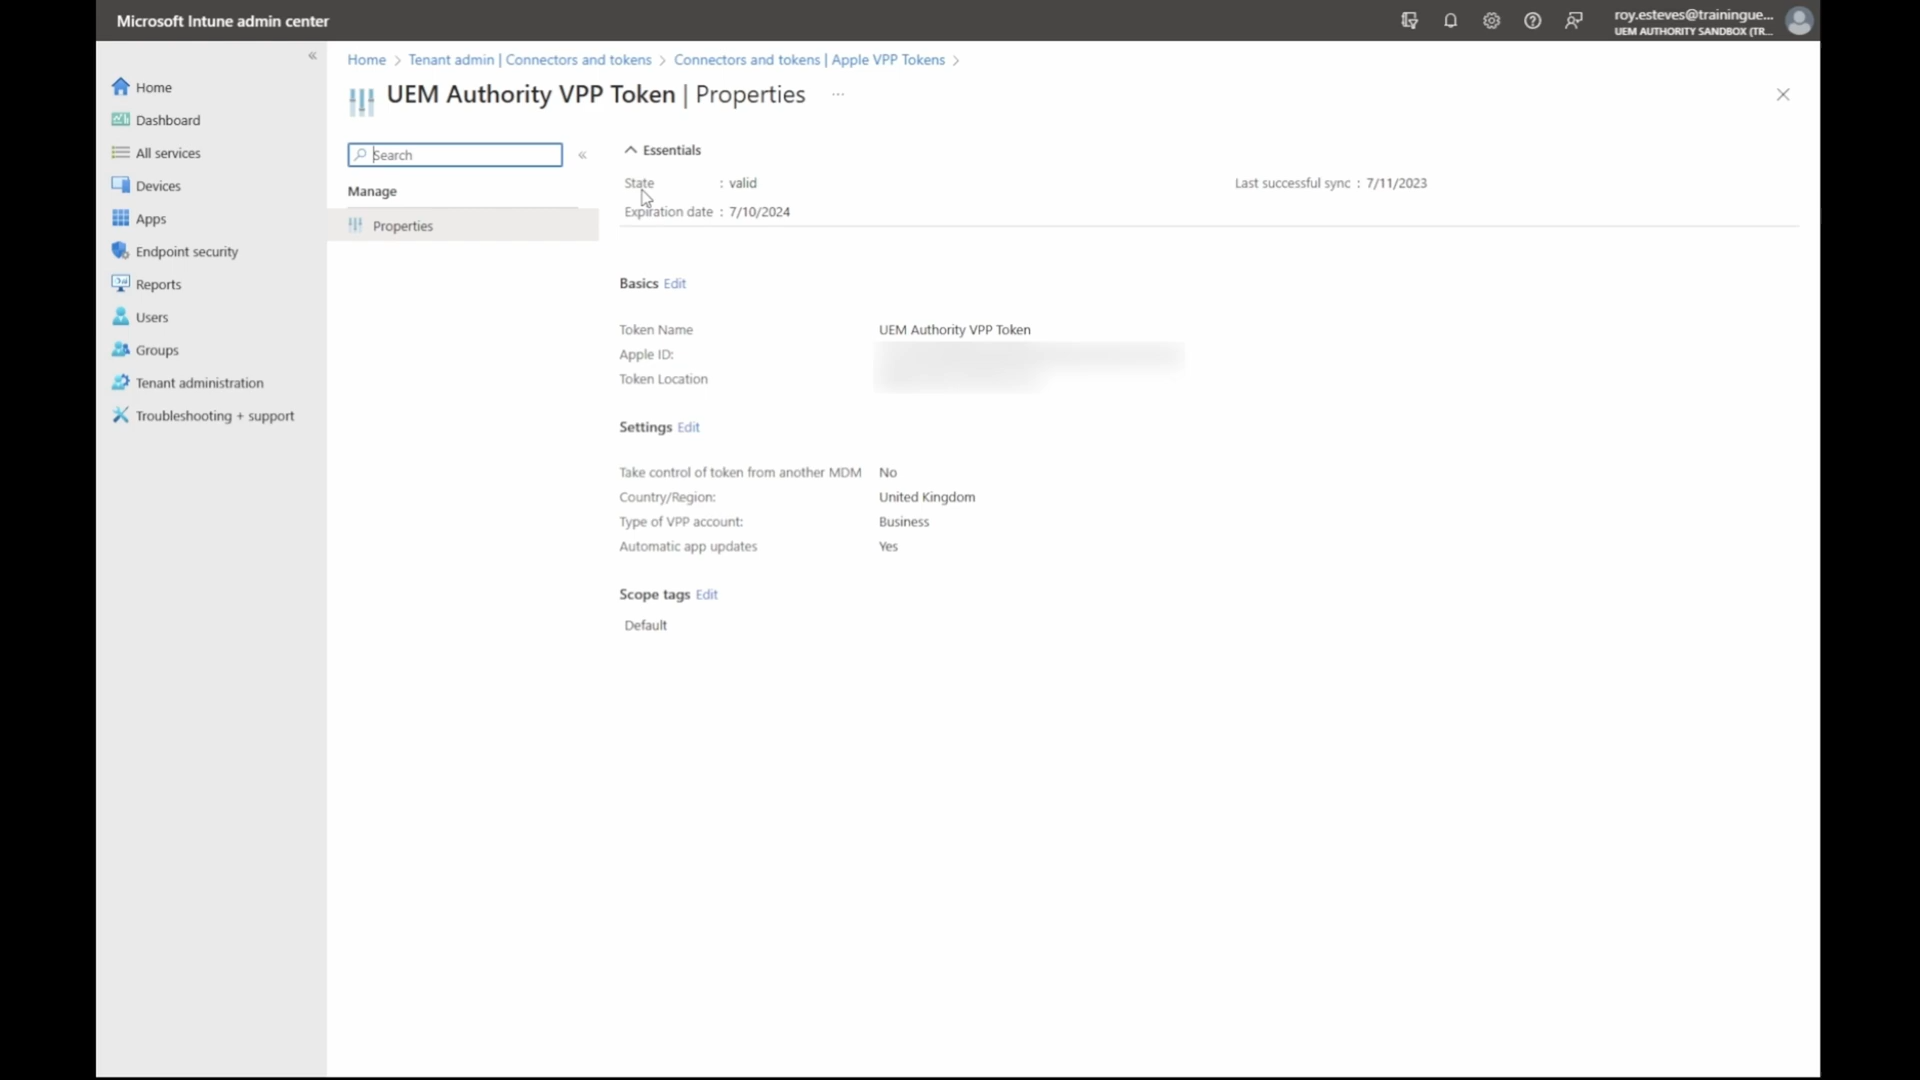 Microsoft Intune admin center
roy.esteves@trainingue...
UEM AUTHORITY SANDBOX (TR...
Home
Dashboard
All services
Devices
Apps
Endpoint security
Reports
Users
Groups
Tenant administration
Troubleshooting + support
Home > Tenant admin | Connectors and tokens > Connectors and tokens | Apple VPP Tokens >
UEM Authority VPP Token | Properties ...
Search
Manage
Properties
Essentials
State : valid
Last successful sync : 7/11/2023
Expiration date : 7/10/2024
Basics Edit
Token Name UEM Authority VPP Token
Apple ID:
Token Location
Settings Edit
Take control of token from another MDM No
Country/Region: United Kingdom
Type of VPP account: Business
Automatic app updates Yes
Scope tags Edit
Default